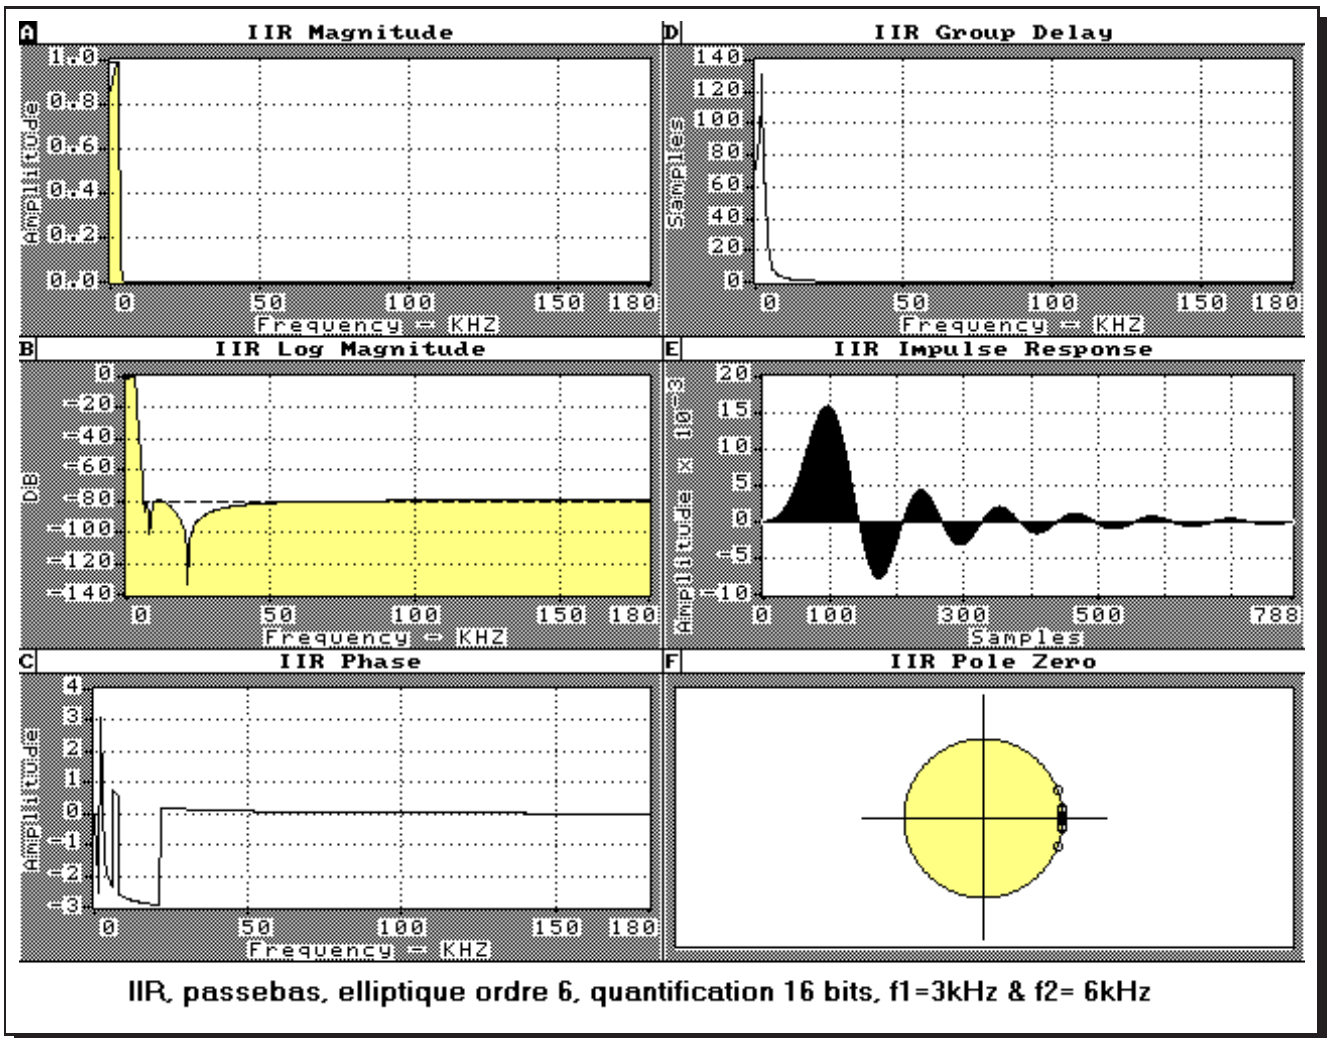 A IIR Magnitude
Amplitude
1.0
0.8
0.6
0.4
0.2
0.0
0 50 100 150 180
Frequency - KHZ
B IIR Log Magnitude
DB
0
-20
-40
-60
-80
-100
-120
-140
0 50 100 150 180
Frequency - KHZ
C IIR Phase
Amplitude
4
3
2
1
0
-1
-2
-3
0 50 100 150 180
Frequency - KHZ
D IIR Group Delay
Samples
140
120
100
80
60
40
20
0
0 50 100 150 180
Frequency - KHZ
E IIR Impulse Response
Amplitude x 10-3
20
15
10
5
0
-5
-10
0 100 300 500 788
Samples
F IIR Pole Zero
IIR, passebas, elliptique ordre 6, quantification 16 bits, f1=3kHz & f2= 6kHz